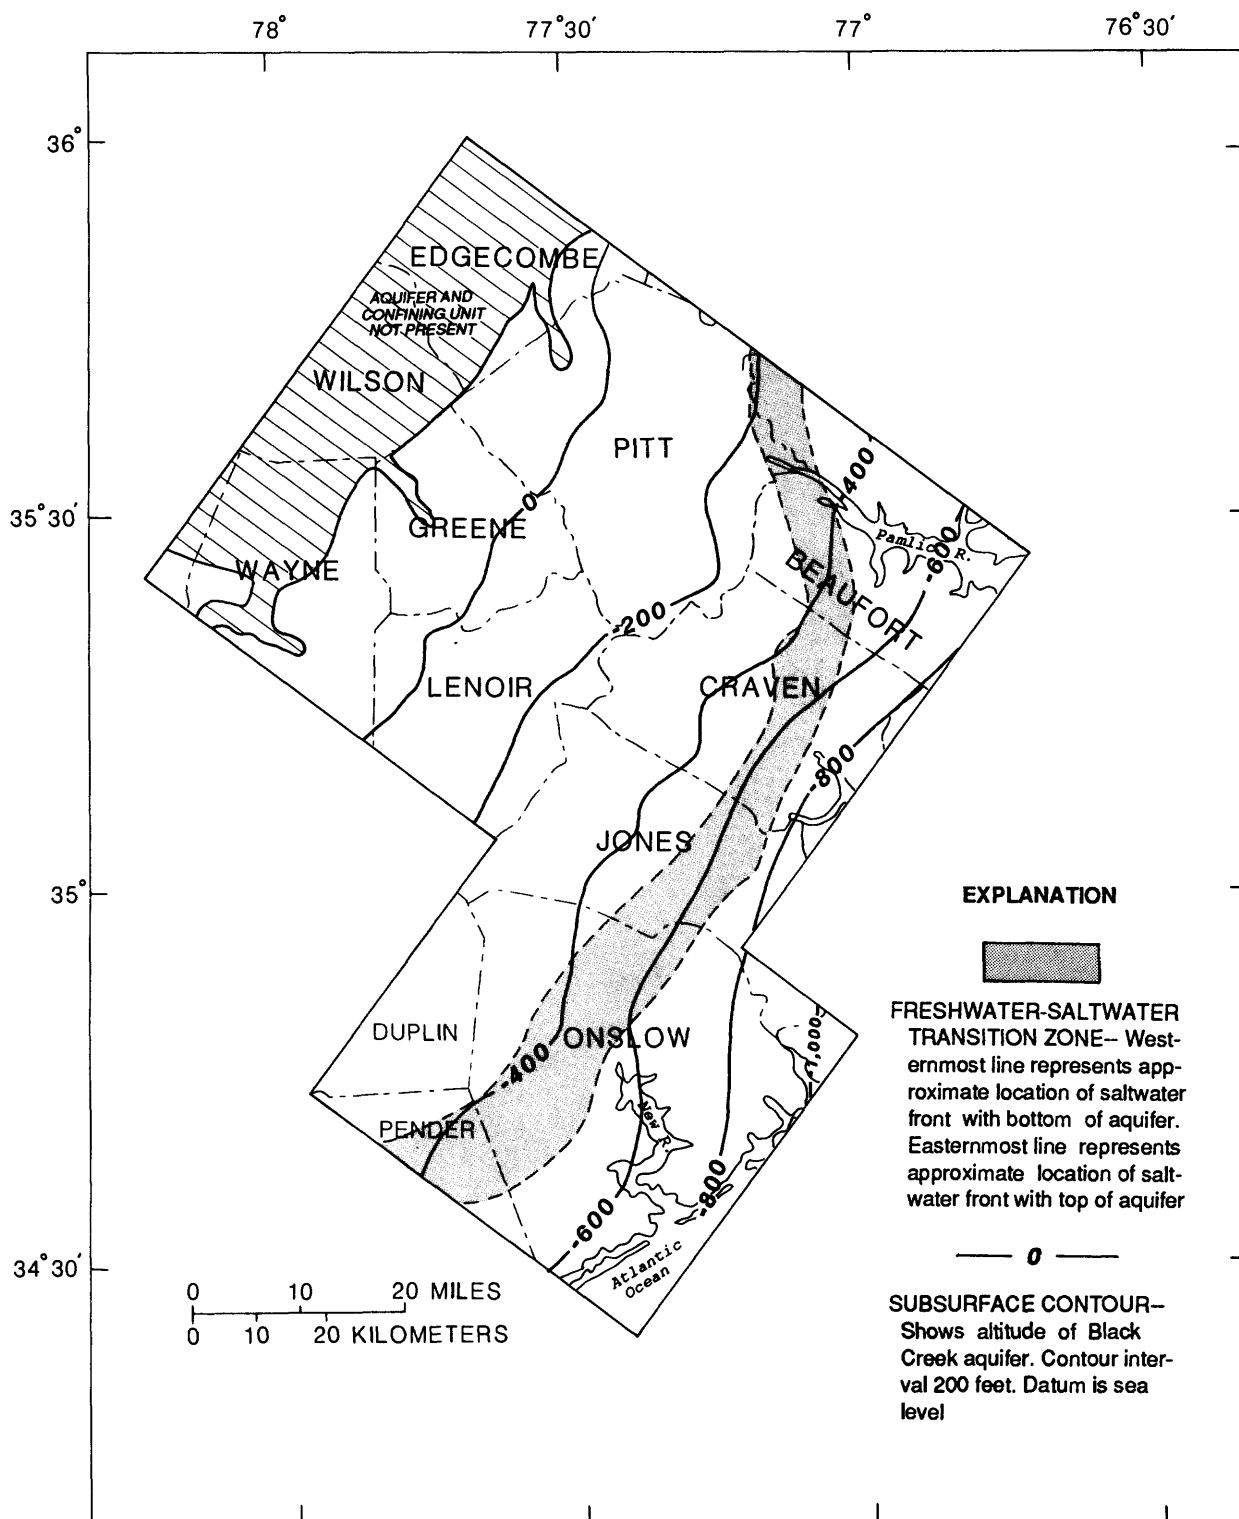 78°
77°30′
77°
76°30′
36°
EDGECOMBE
AQUIFER AND
CONFINING UNIT
NOT PRESENT
WILSON
PITT
-400
35°30′
0
GREENE
Pamlico R.
-600
WAYNE
BEAUFORT
-200
LENOIR
CRAVEN
-800
JONES
35°
EXPLANATION
FRESHWATER-SALTWATER
TRANSITION ZONE-- West-
ernmost line represents app-
roximate location of saltwater
front with bottom of aquifer.
Easternmost line represents
approximate location of salt-
water front with top of aquifer
DUPLIN
ONSLOW
-1,000
-400
PENDER
New R.
-800
-600
Atlantic
Ocean
34°30′
0
SUBSURFACE CONTOUR--
Shows altitude of Black
Creek aquifer. Contour inter-
val 200 feet. Datum is sea
level
0 10 20 MILES
0 10 20 KILOMETERS